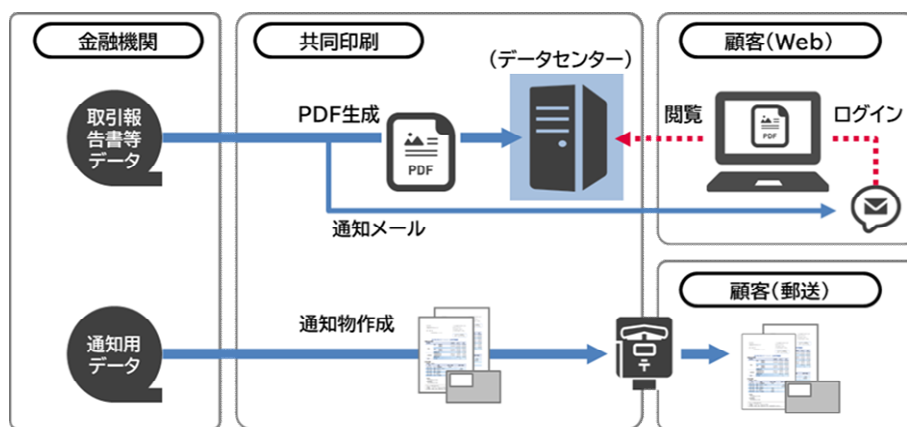 金融機関
共同印刷
顧客(Web)
(データセンター)
取引報
告書等
データ
PDF生成
PDF
閲覧
ログイン
通知メール
顧客(郵送)
通知物作成
通知用
データ
〒